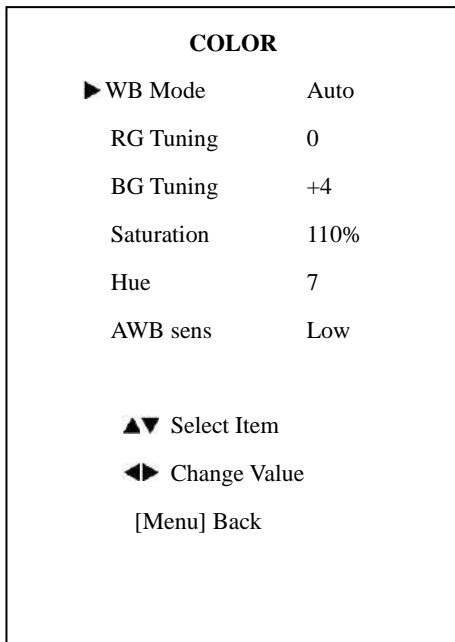 COLOR
▶WB Mode Auto
RG Tuning 0
BG Tuning +4
Saturation 110%
Hue 7
AWB sens Low
▲▼ Select Item
◀▶ Change Value
[Menu] Back